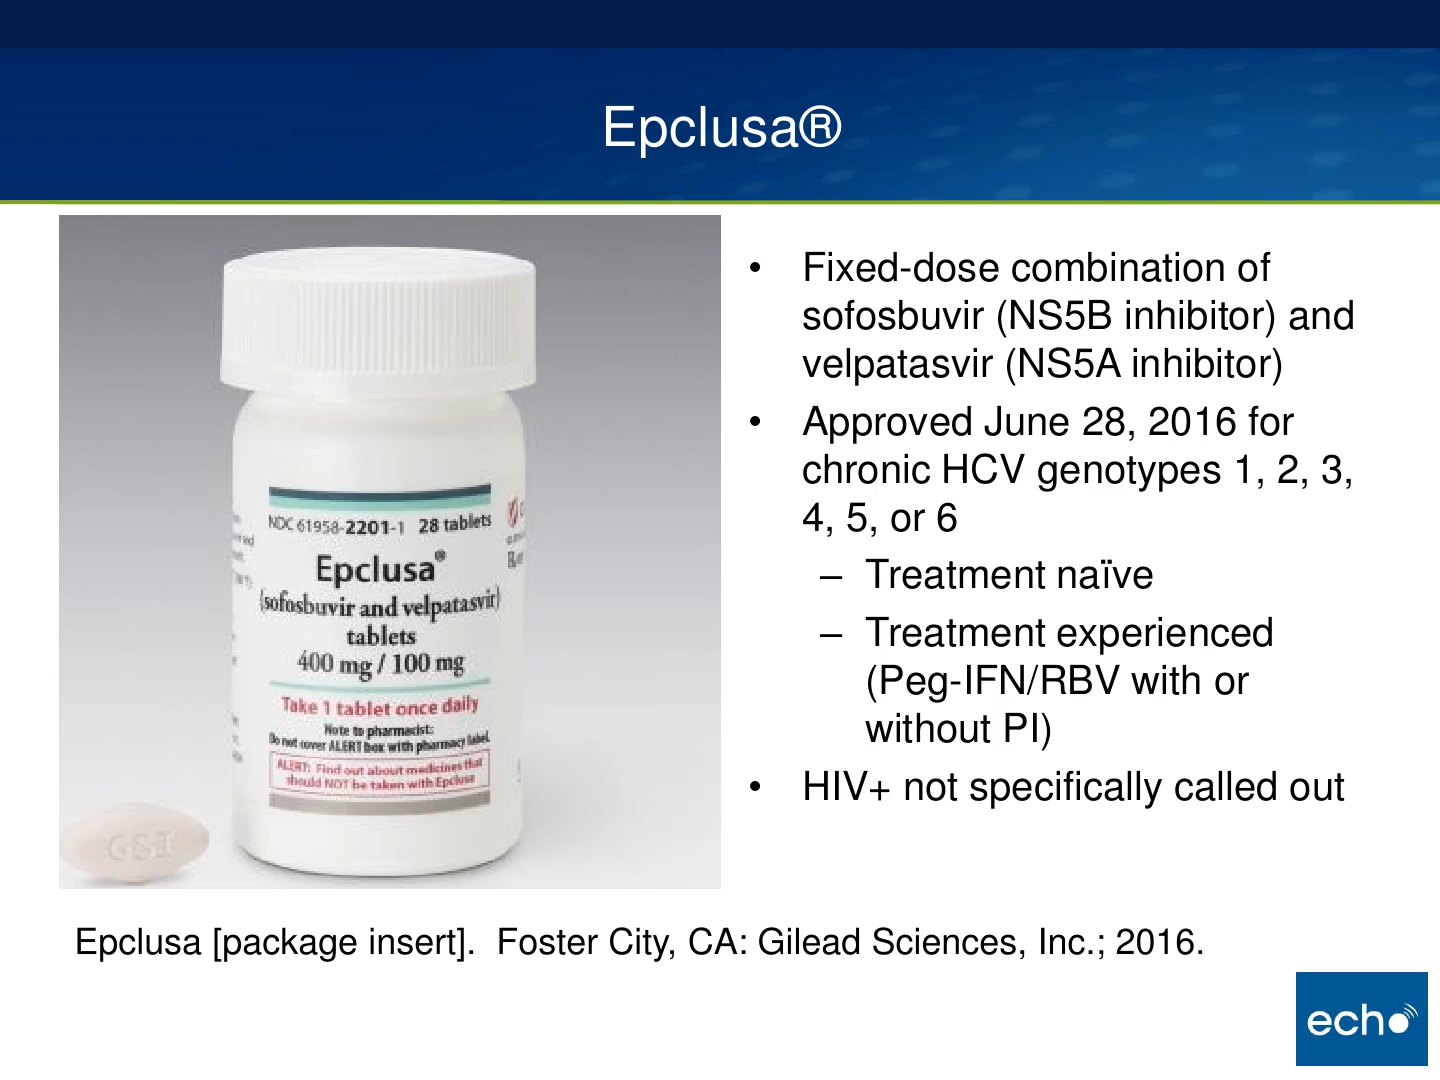 Epclusa®
• Fixed-dose combination of
sofosbuvir (NS5B inhibitor) and
velpatasvir (NS5A inhibitor)
• Approved June 28, 2016 for
chronic HCV genotypes 1, 2, 3,
4, 5, or 6
– Treatment naïve
– Treatment experienced
(Peg-IFN/RBV with or
without PI)
• HIV+ not specifically called out
NDC 61958-2201-1 28 tablets
Epclusa®
(sofosbuvir and velpatasvir)
tablets
400 mg / 100 mg
Take 1 tablet once daily
Note to pharmacist:
Do not cover ALERT box with pharmacy label.
ALERT: Find out about medicines that
should NOT be taken with Epclusa
GSI
Epclusa [package insert].  Foster City, CA: Gilead Sciences, Inc.; 2016.
echo